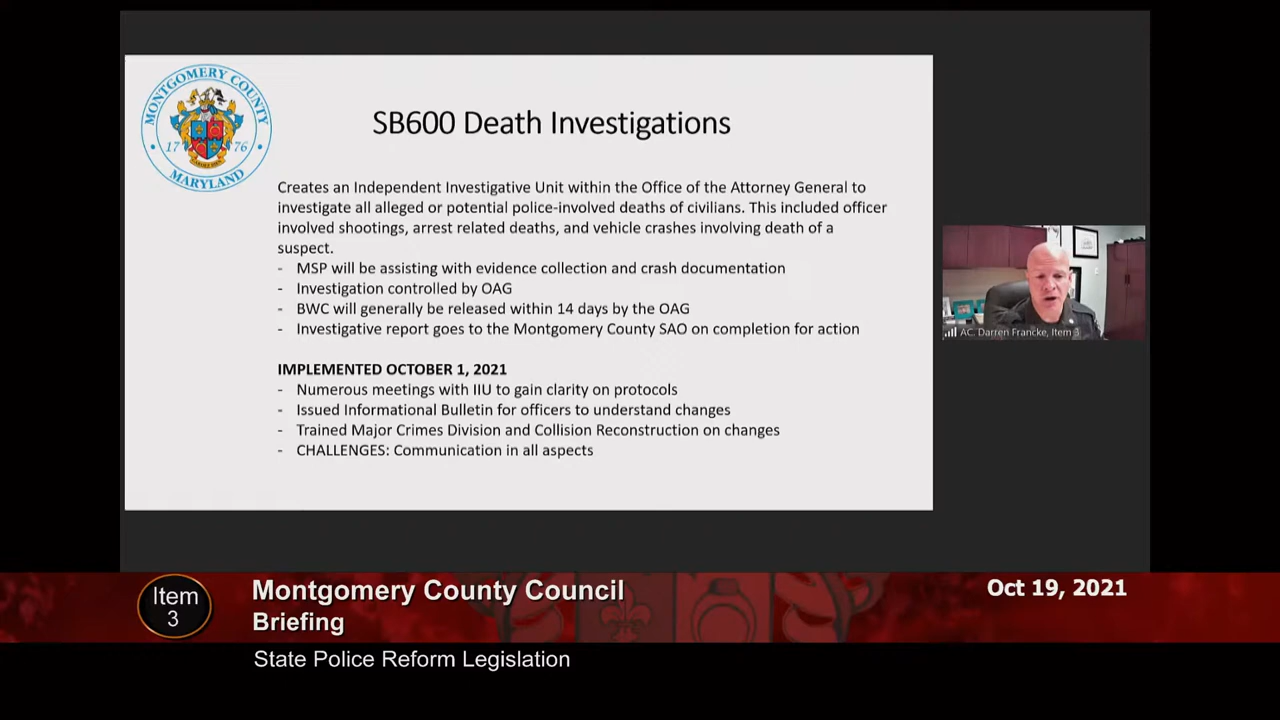 MONTGOMERY COUNTY
17 76
MARYLAND
SB600 Death Investigations
Creates an Independent Investigative Unit within the Office of the Attorney General to
investigate all alleged or potential police-involved deaths of civilians. This included officer
involved shootings, arrest related deaths, and vehicle crashes involving death of a
suspect.
- MSP will be assisting with evidence collection and crash documentation
- Investigation controlled by OAG
- BWC will generally be released within 14 days by the OAG
- Investigative report goes to the Montgomery County SAO on completion for action
IMPLEMENTED OCTOBER 1, 2021
- Numerous meetings with IIU to gain clarity on protocols
- Issued Informational Bulletin for officers to understand changes
- Trained Major Crimes Division and Collision Reconstruction on changes
- CHALLENGES: Communication in all aspects
AC. Darren Francke, Item 3
Item
3
Montgomery County Council
Briefing
Oct 19, 2021
State Police Reform Legislation